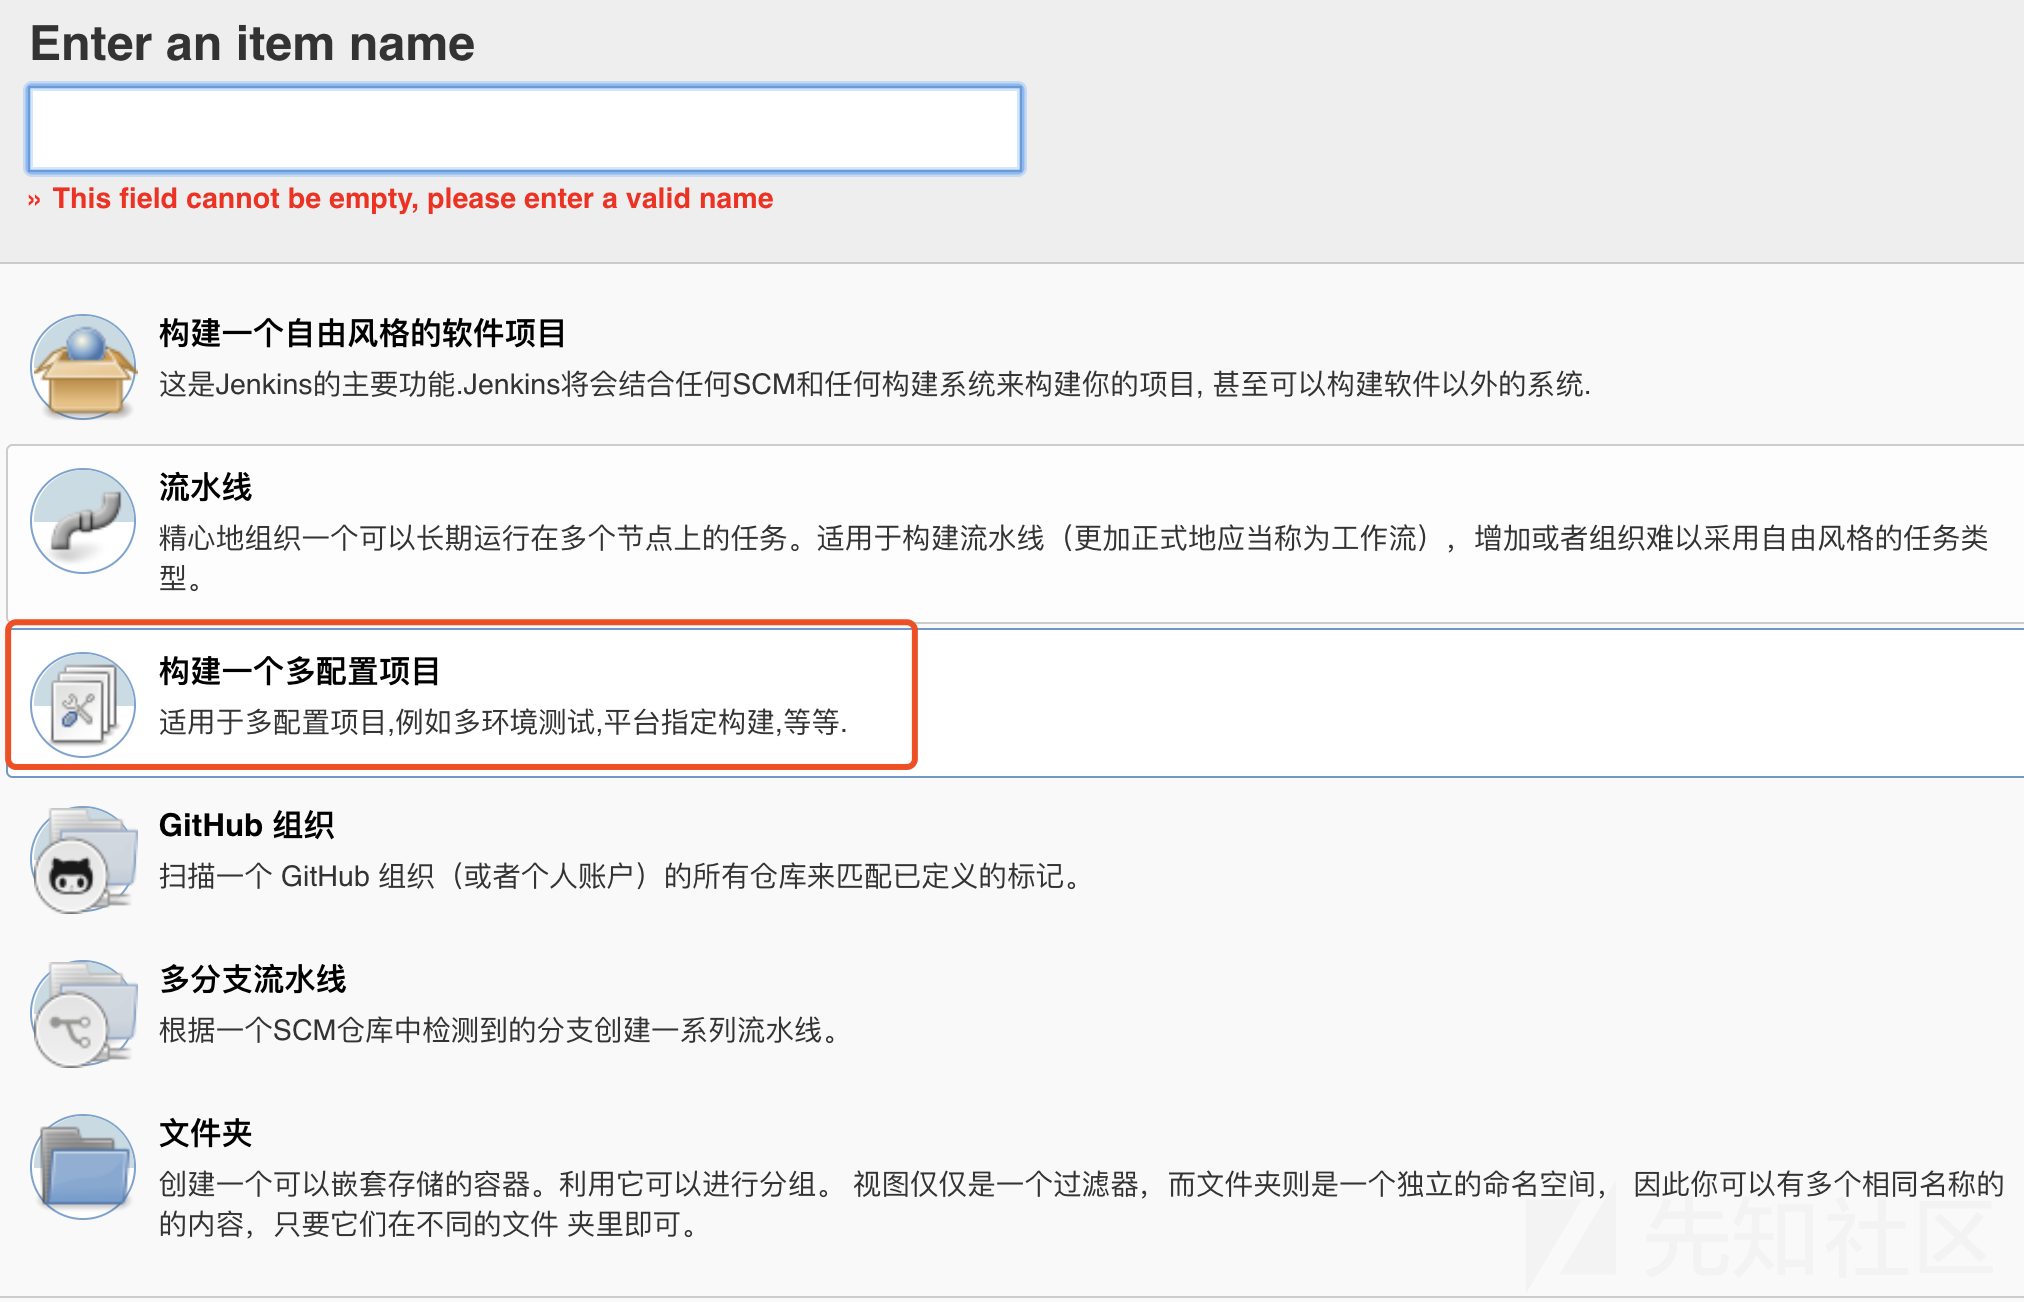 Enter an item name
» This field cannot be empty, please enter a valid name
构建一个自由风格的软件项目
这是Jenkins的主要功能.Jenkins将会结合任何SCM和任何构建系统来构建你的项目, 甚至可以构建软件以外的系统.
流水线
精心地组织一个可以长期运行在多个节点上的任务。适用于构建流水线（更加正式地应当称为工作流），增加或者组织难以采用自由风格的任务类
型。
构建一个多配置项目
适用于多配置项目,例如多环境测试,平台指定构建,等等.
GitHub 组织
扫描一个 GitHub 组织（或者个人账户）的所有仓库来匹配已定义的标记。
多分支流水线
根据一个SCM仓库中检测到的分支创建一系列流水线。
文件夹
创建一个可以嵌套存储的容器。利用它可以进行分组。 视图仅仅是一个过滤器，而文件夹则是一个独立的命名空间， 因此你可以有多个相同名称的
的内容，只要它们在不同的文件 夹里即可。
先知社区